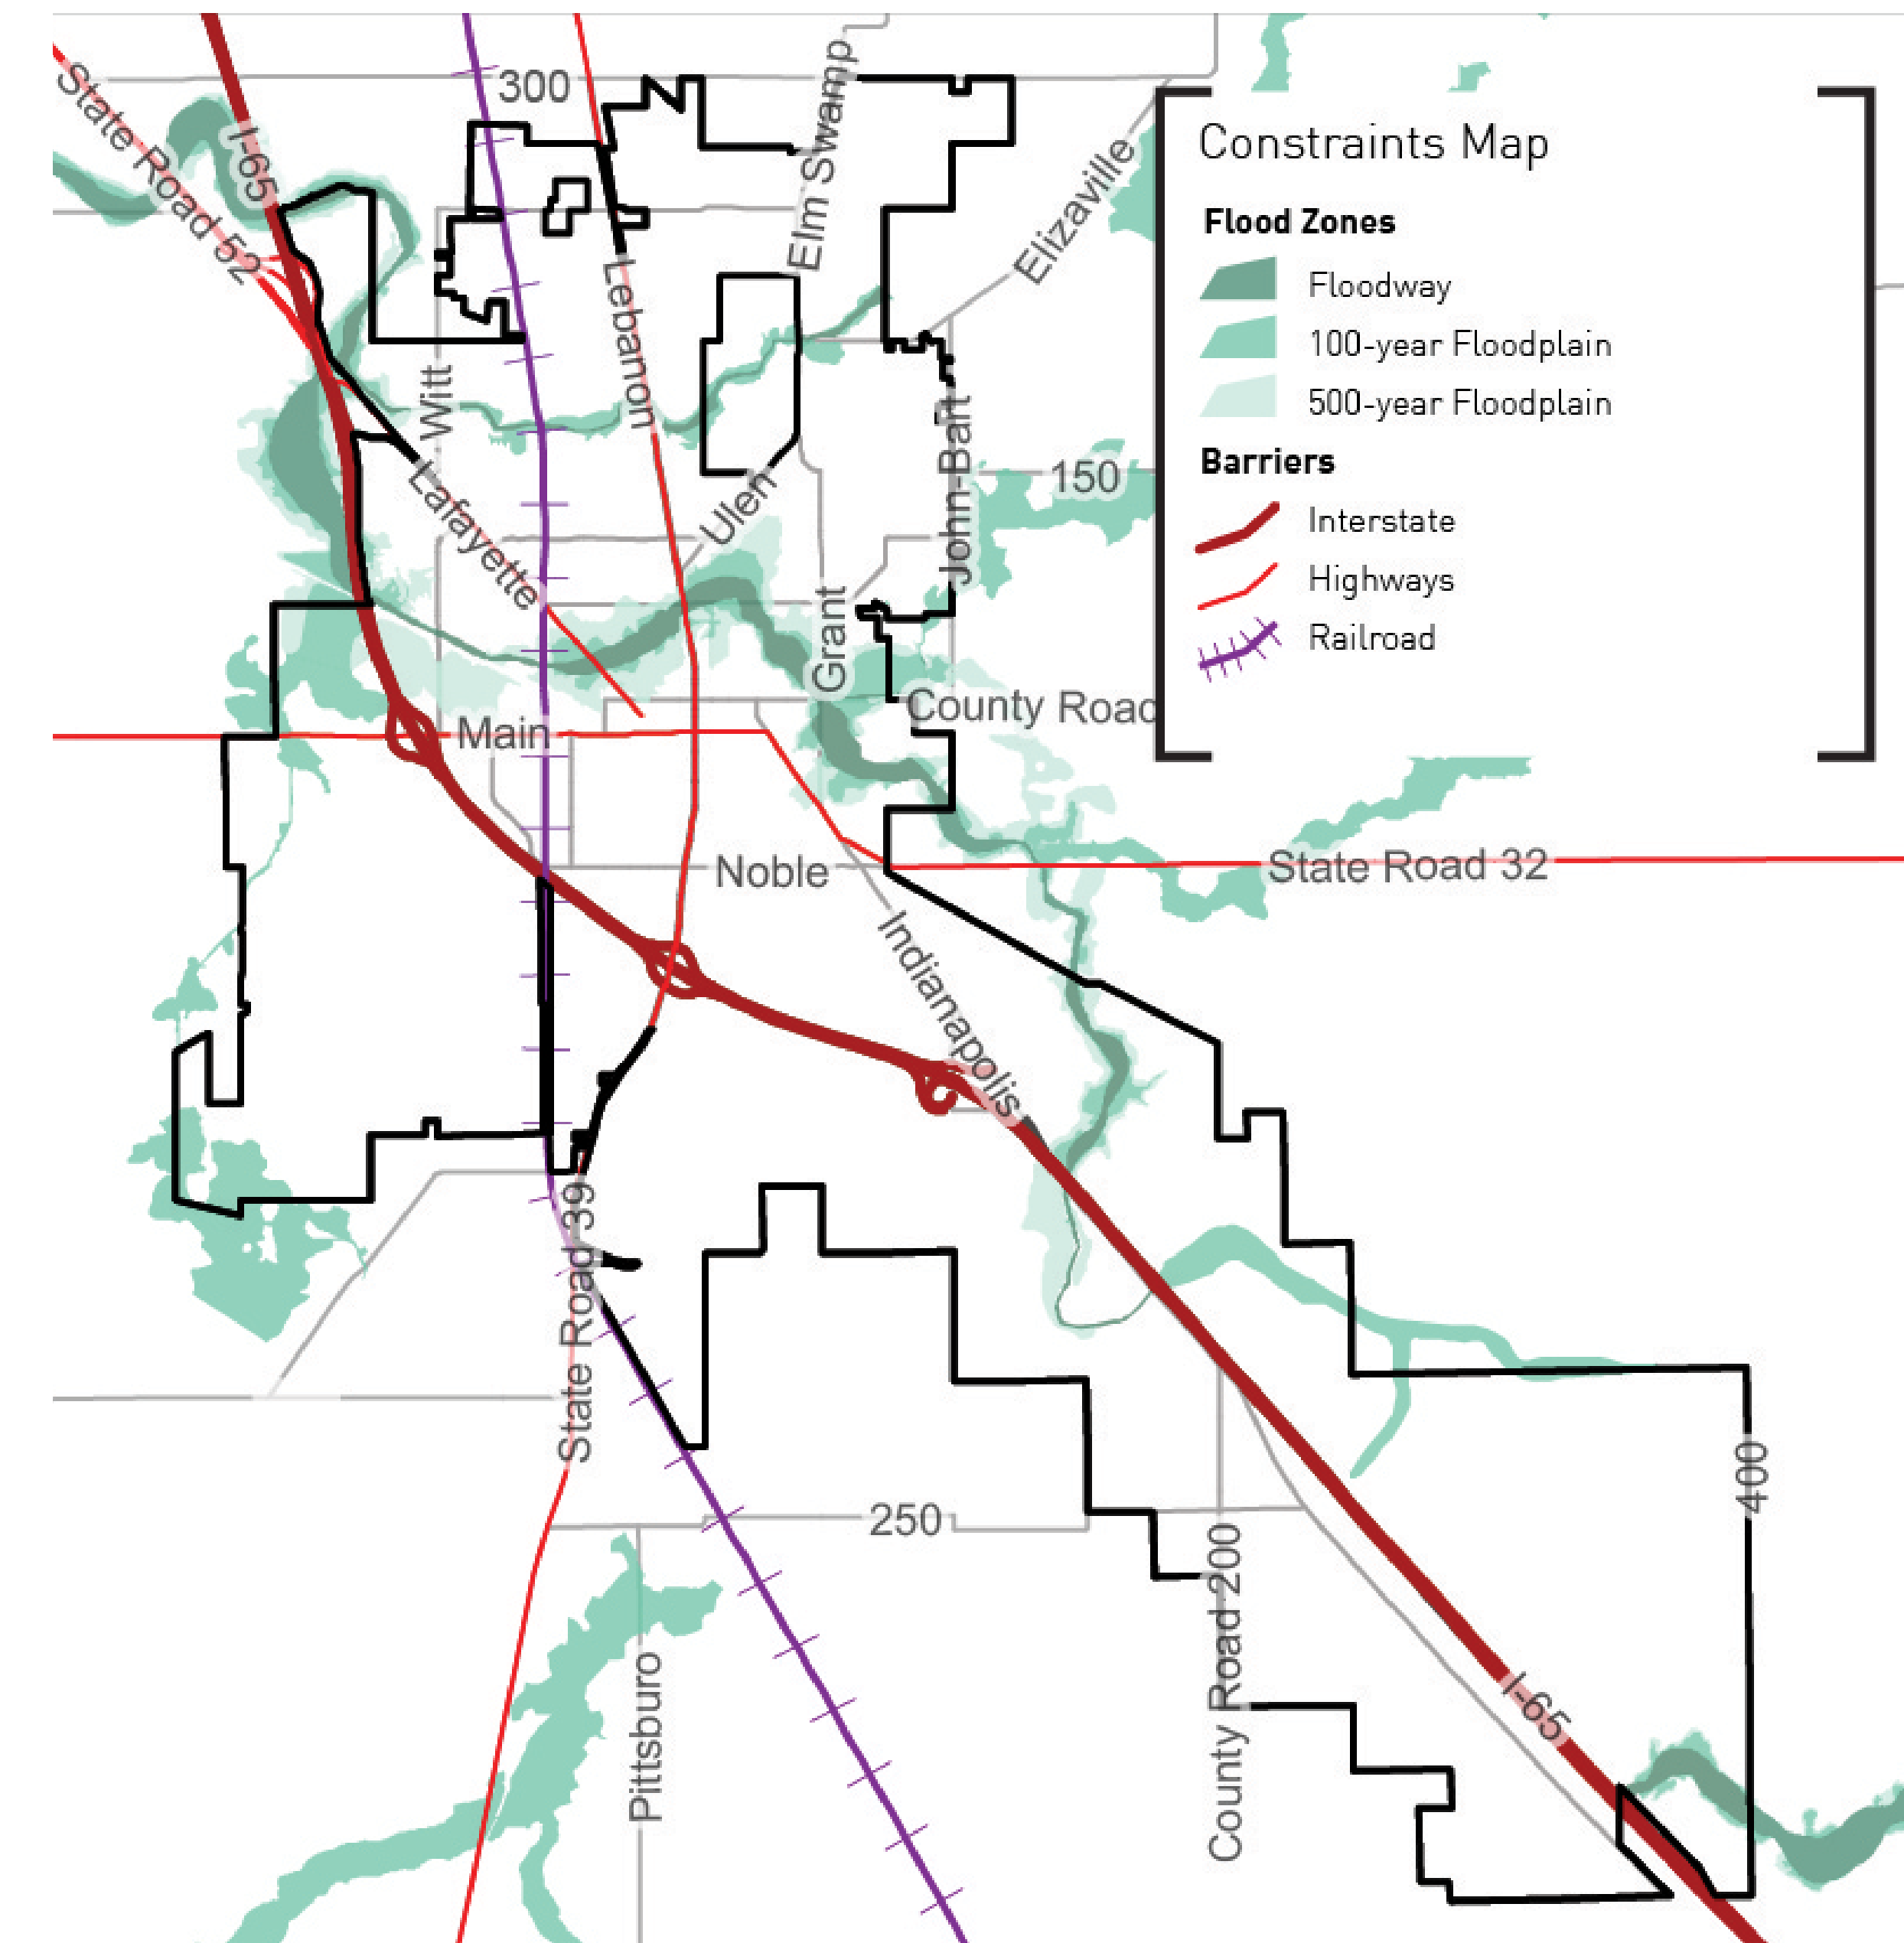 300
State Road 52
I-65
Elm Swamp
Elizaville
Lebanon
Witt
Lafayette
Ulen
John-Bart
150
Grant
County Road
Main
Noble
State Road 32
Indianapolis
State Road 39
250
400
County Road 200
Pittsburo
I-65
Constraints Map
Flood Zones
Floodway
100-year Floodplain
500-year Floodplain
Barriers
Interstate
Highways
Railroad